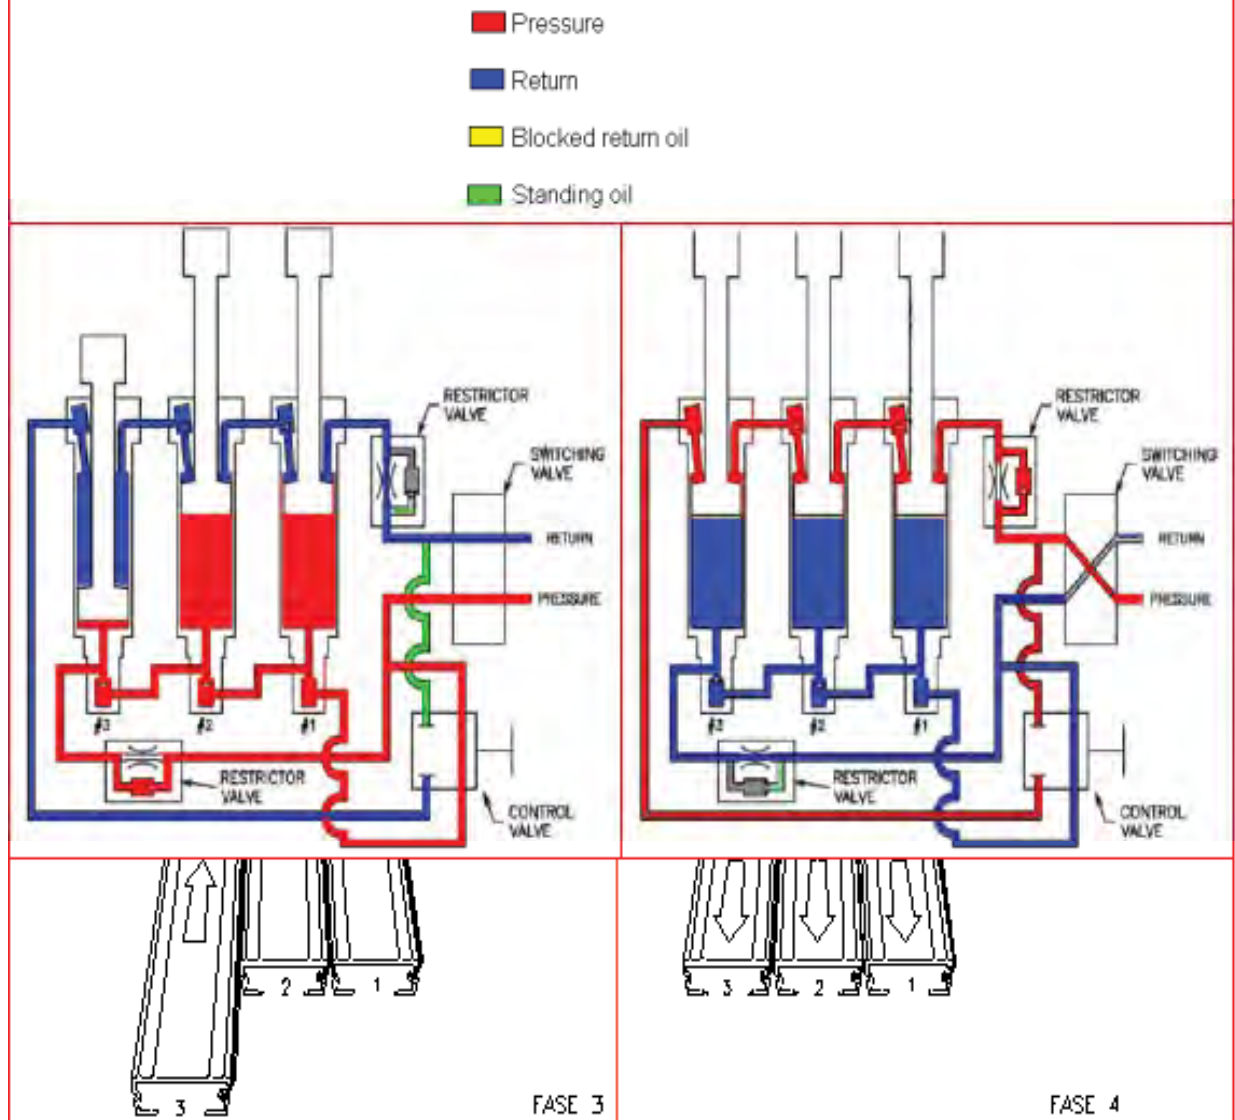 Pressure
Return
Blocked return oil
Standing oil
RESTRICTOR
VALVE
SWITCHING
VALVE
RETURN
PRESSURE
#3
#2
#1
RESTRICTOR
VALVE
CONTROL
VALVE
RESTRICTOR
VALVE
SWITCHING
VALVE
RETURN
PRESSURE
#2
#1
RESTRICTOR
VALVE
CONTROL
VALVE
2
1
3
FASE 3
3
2
1
FASE 4